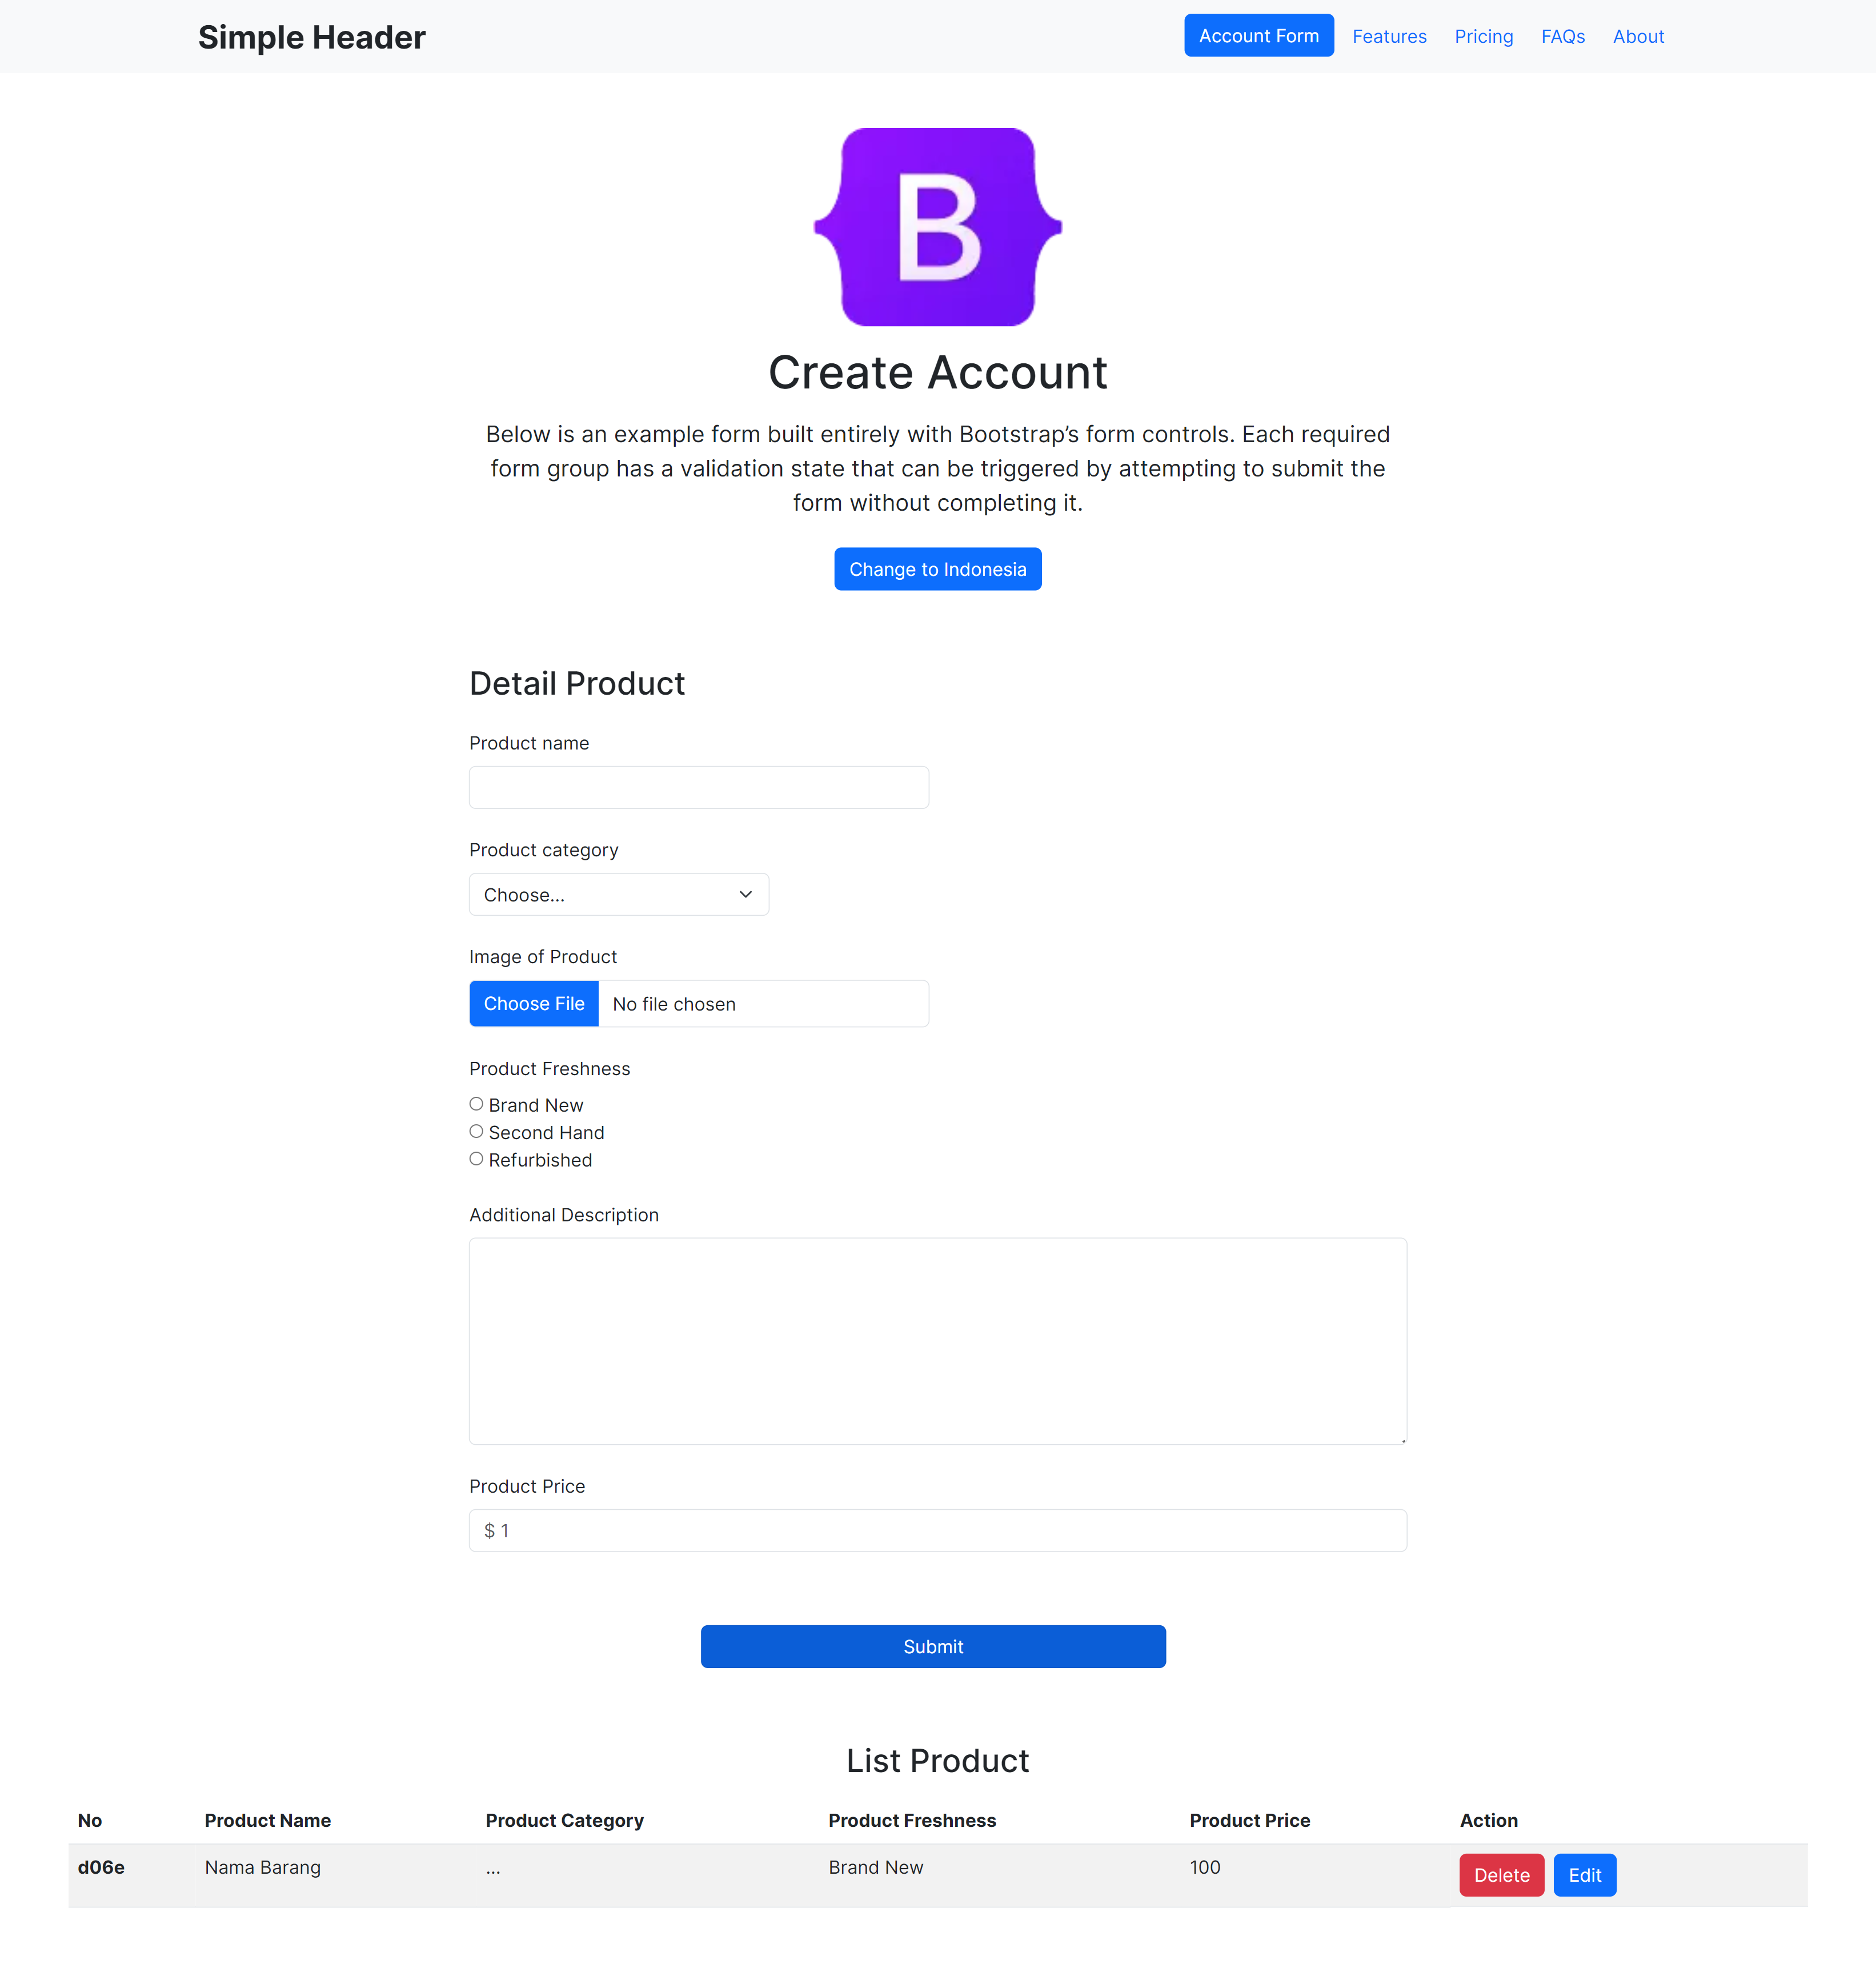 Simple Header
Account Form Features Pricing FAQs About
B
Create Account
Below is an example form built entirely with Bootstrap’s form controls. Each required
form group has a validation state that can be triggered by attempting to submit the
form without completing it.
Change to Indonesia
Detail Product
Product name
Product category
Choose...
Image of Product
Choose File No file chosen
Product Freshness
Brand New
Second Hand
Refurbished
Additional Description
Product Price
$ 1
Submit
List Product
No Product Name Product Category Product Freshness Product Price Action
d06e Nama Barang ... Brand New 100 Delete Edit